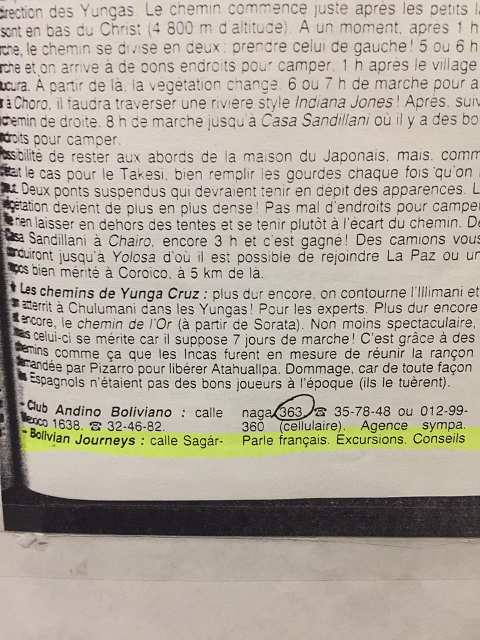 direction des Yungas. Le chemin commence juste après les petits
sont en bas du Christ (4 800 m d'altitude). A un moment, après 1 h
le chemin se divise en deux : prendre celui de gauche! 5 ou 6 h
et on arrive à de bons endroits pour camper. 1 h après le village
A partir de là, la végétation change. 6 ou 7 h de marche pour
à Choro, il faudra traverser une rivière style Indiana Jones! Après,
chemin de droite. 8 h de marche jusqu'à Casa Sandillani où il y a des
pour camper.
Possibilité de rester aux abords de la maison du Japonais, mais,
le cas pour le Takesi, bien remplir les gourdes chaque fois qu'on
Deux ponts suspendus qui devraient tenir en dépit des apparences.
végétation devient de plus en plus dense! Pas mal d'endroits pour
rien laisser en dehors des tentes et se tenir plutôt à l'écart du chemin.
Casa Sandillani à Chairo, encore 3 h et c'est gagné! Des camions vous
jusqu'à Yolosa d'où il est possible de rejoindre La Paz ou un
bien mérité à Coroico, à 5 km de là.
Les chemins de Yunga Cruz : plus dur encore, on contourne l'Illimani et
atterrit à Chulumani dans les Yungas! Pour les experts. Plus dur encore
encore, le chemin de l'Or (à partir de Sorata). Non moins spectaculaire,
celui-ci se mérite car il suppose 7 jours de marche! C'est grâce à des
chemins comme ça que les Incas furent en mesure de réunir la rançon
demandée par Pizarro pour libérer Atahuallpa. Dommage, car de toute façon
Espagnols n'étaient pas des bons joueurs à l'époque (ils le tuèrent).
- Club Andino Boliviano : calle
Mexico 1638. ☎ 32-46-82.
- Bolivian Journeys : calle Sagár-
naga 363 ☎ 35-78-48 ou 012-99-
360 (cellulaire). Agence sympa.
Parle français. Excursions. Conseils